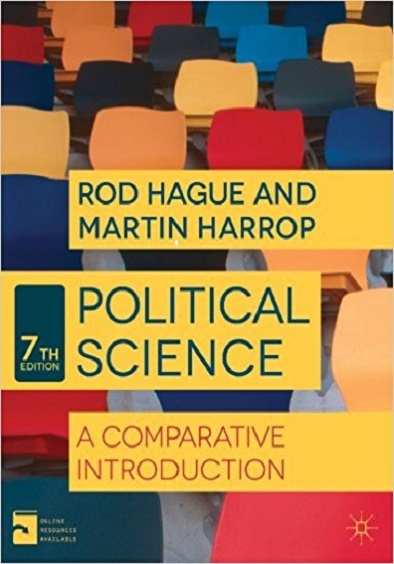 ROD HAGUE AND
MARTIN HARROP
7TH
EDITION
POLITICAL
SCIENCE
A COMPARATIVE
INTRODUCTION
ONLINE
RESOURCES
AVAILABLE